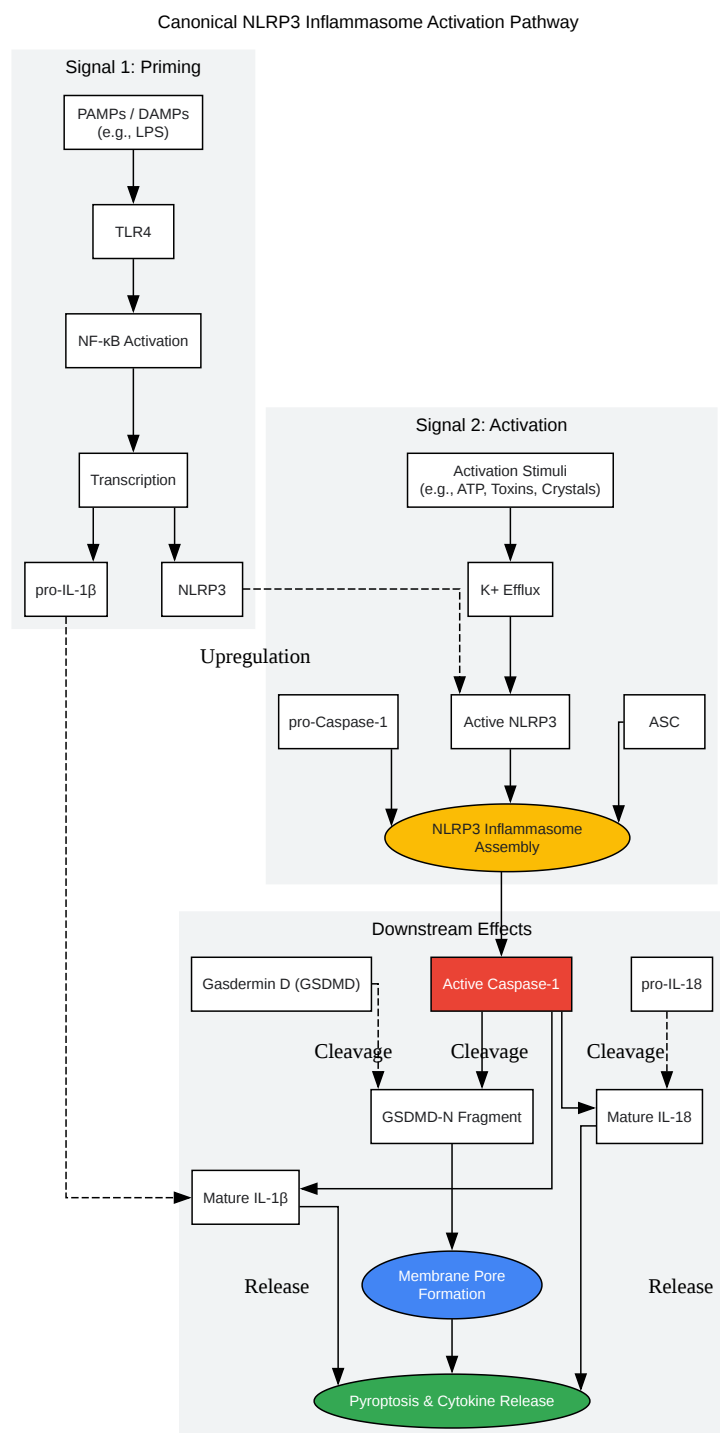 Canonical NLRP3 Inflammasome Activation Pathway
Signal 1: Priming
PAMPs / DAMPs
(e.g., LPS)
TLR4
NF-κB Activation
Transcription
pro-IL-1β
NLRP3
Upregulation
Signal 2: Activation
Activation Stimuli
(e.g., ATP, Toxins, Crystals)
K+ Efflux
pro-Caspase-1
Active NLRP3
ASC
NLRP3 Inflammasome
Assembly
Downstream Effects
Gasdermin D (GSDMD)
Active Caspase-1
pro-IL-18
Cleavage
Cleavage
Cleavage
GSDMD-N Fragment
Mature IL-18
Mature IL-1β
Membrane Pore
Formation
Release
Release
Pyroptosis & Cytokine Release